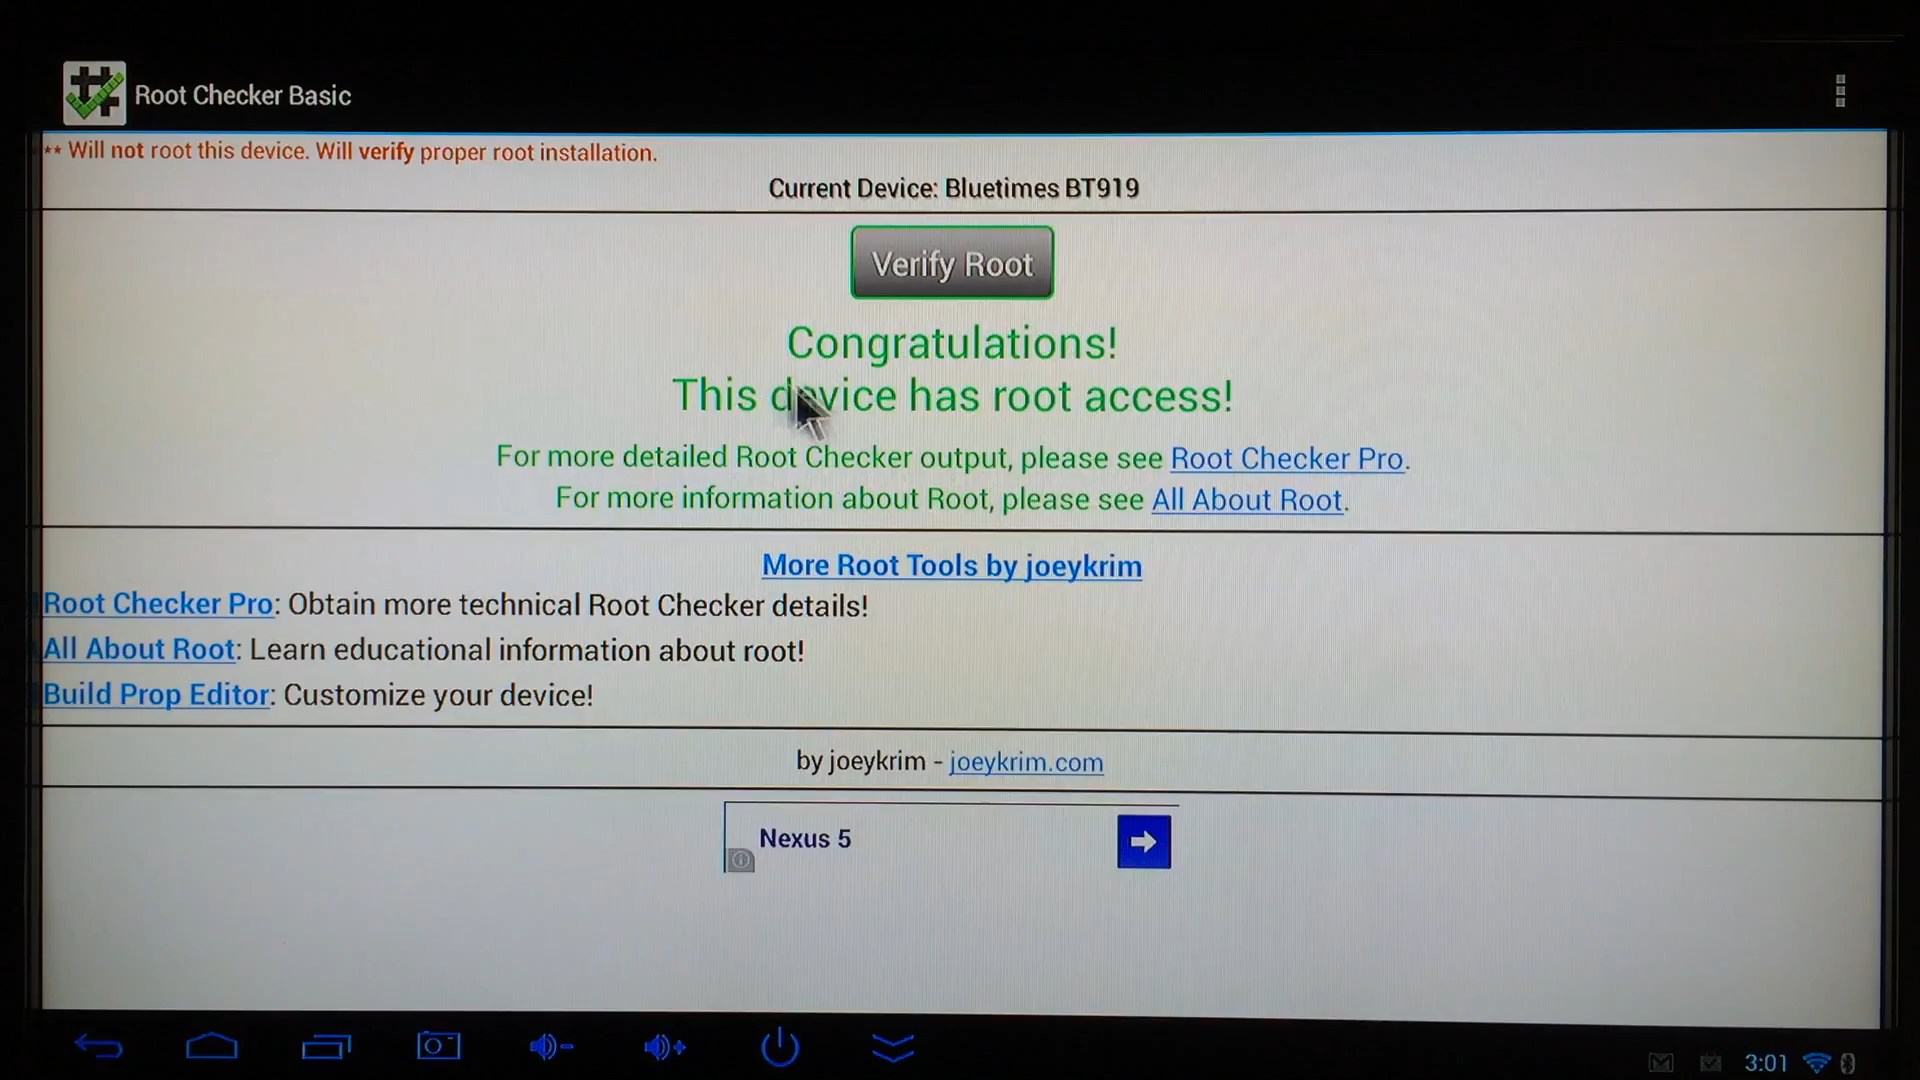 Root Checker Basic
** Will not root this device. Will verify proper root installation.
Current Device: Bluetimes BT919
Verify Root
Congratulations!
This device has root access!
For more detailed Root Checker output, please see Root Checker Pro.
For more information about Root, please see All About Root.
More Root Tools by joeykrim
Root Checker Pro: Obtain more technical Root Checker details!
All About Root: Learn educational information about root!
Build Prop Editor: Customize your device!
by joeykrim - joeykrim.com
Nexus 5
3:01